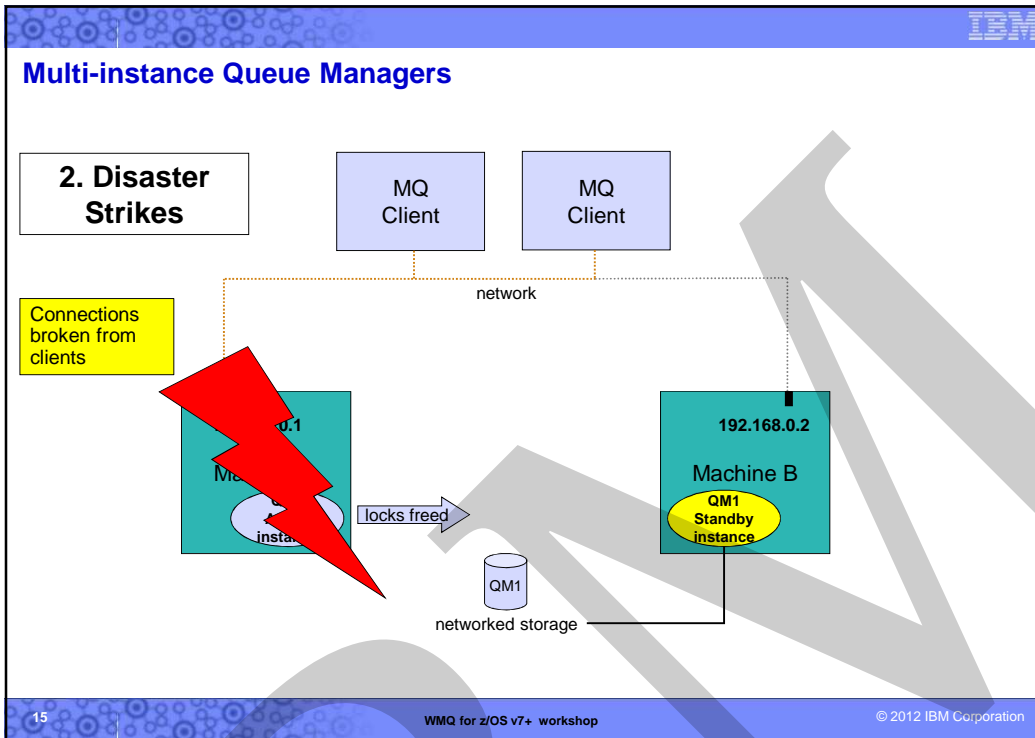 IBM
Multi-instance Queue Managers
2. Disaster
Strikes
MQ
Client
MQ
Client
network
Connections
broken from
clients
192.168.0.2
Machine B
QM1
Standby
instance
locks freed
QM1
networked storage
15
WMQ for z/OS v7+ workshop
© 2012 IBM Corporation